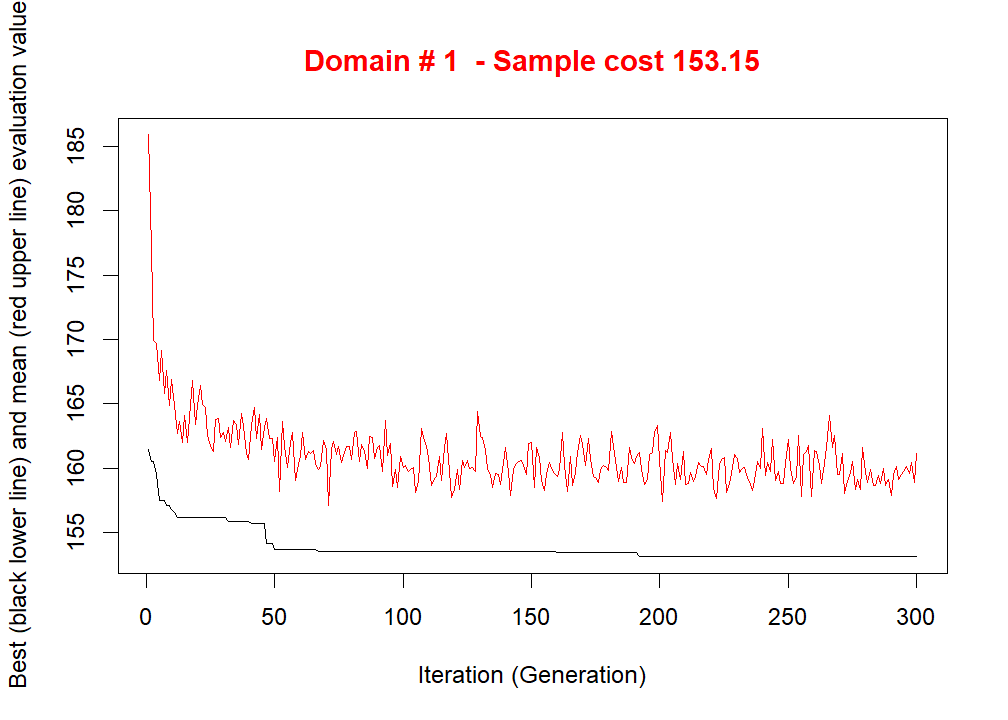 Domain # 1  - Sample cost 153.15
Best (black lower line) and mean (red upper line) evaluation value
185
180
175
170
165
160
155
0 50 100 150 200 250 300
Iteration (Generation)